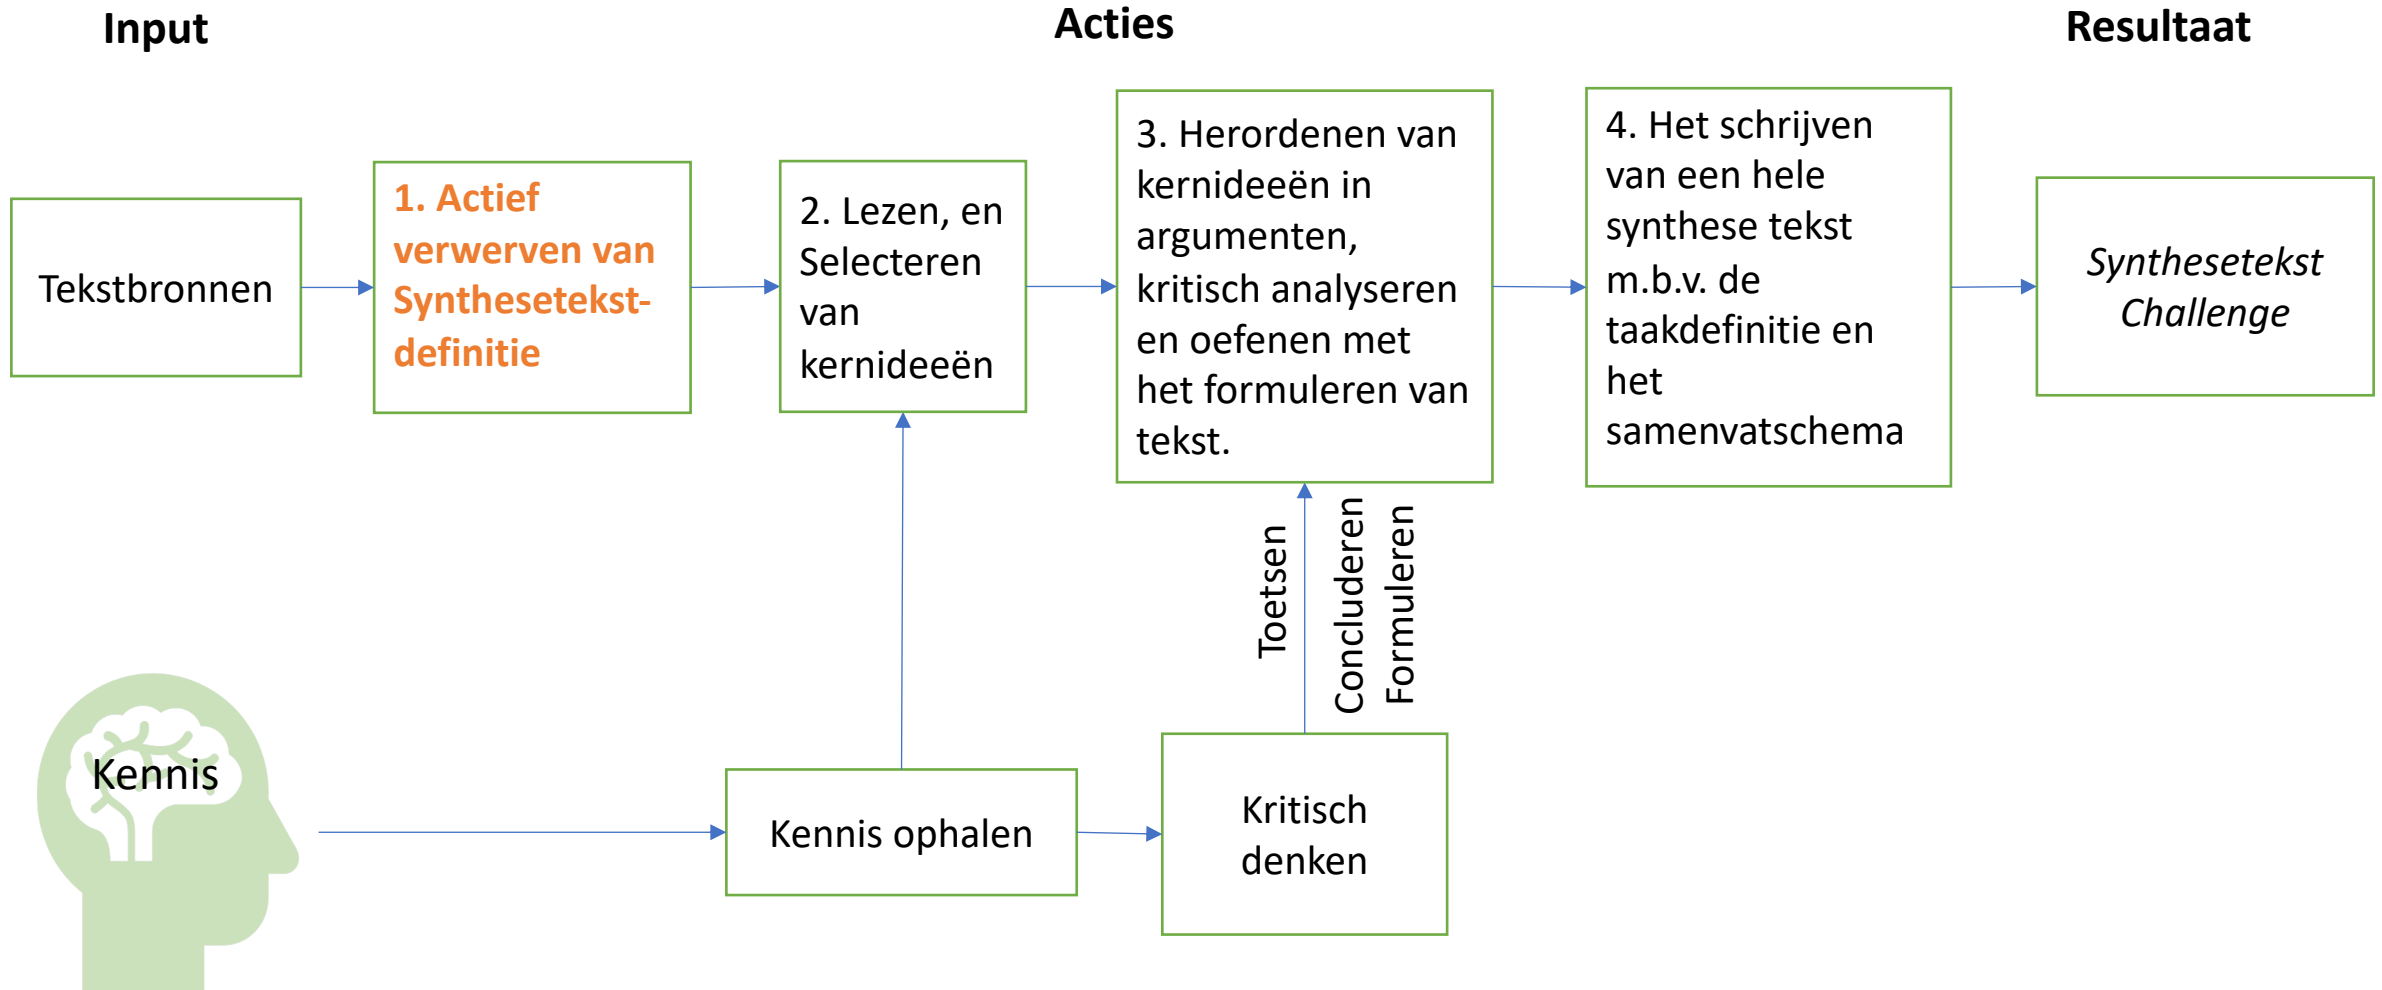 Input
Acties
Resultaat
Tekstbronnen
1. Actief
verwerven van
Synthesetekst-
definitie
2. Lezen, en
Selecteren
van
kernideeën
3. Herordenen van
kernideeën in
argumenten,
kritisch analyseren
en oefenen met
het formuleren van
tekst.
4. Het schrijven
van een hele
synthese tekst
m.b.v. de
taakdefinitie en
het
samenvatschema
Synthesetekst
Challenge
Toetsen
Concluderen
Formuleren
Kennis
Kennis ophalen
Kritisch
denken